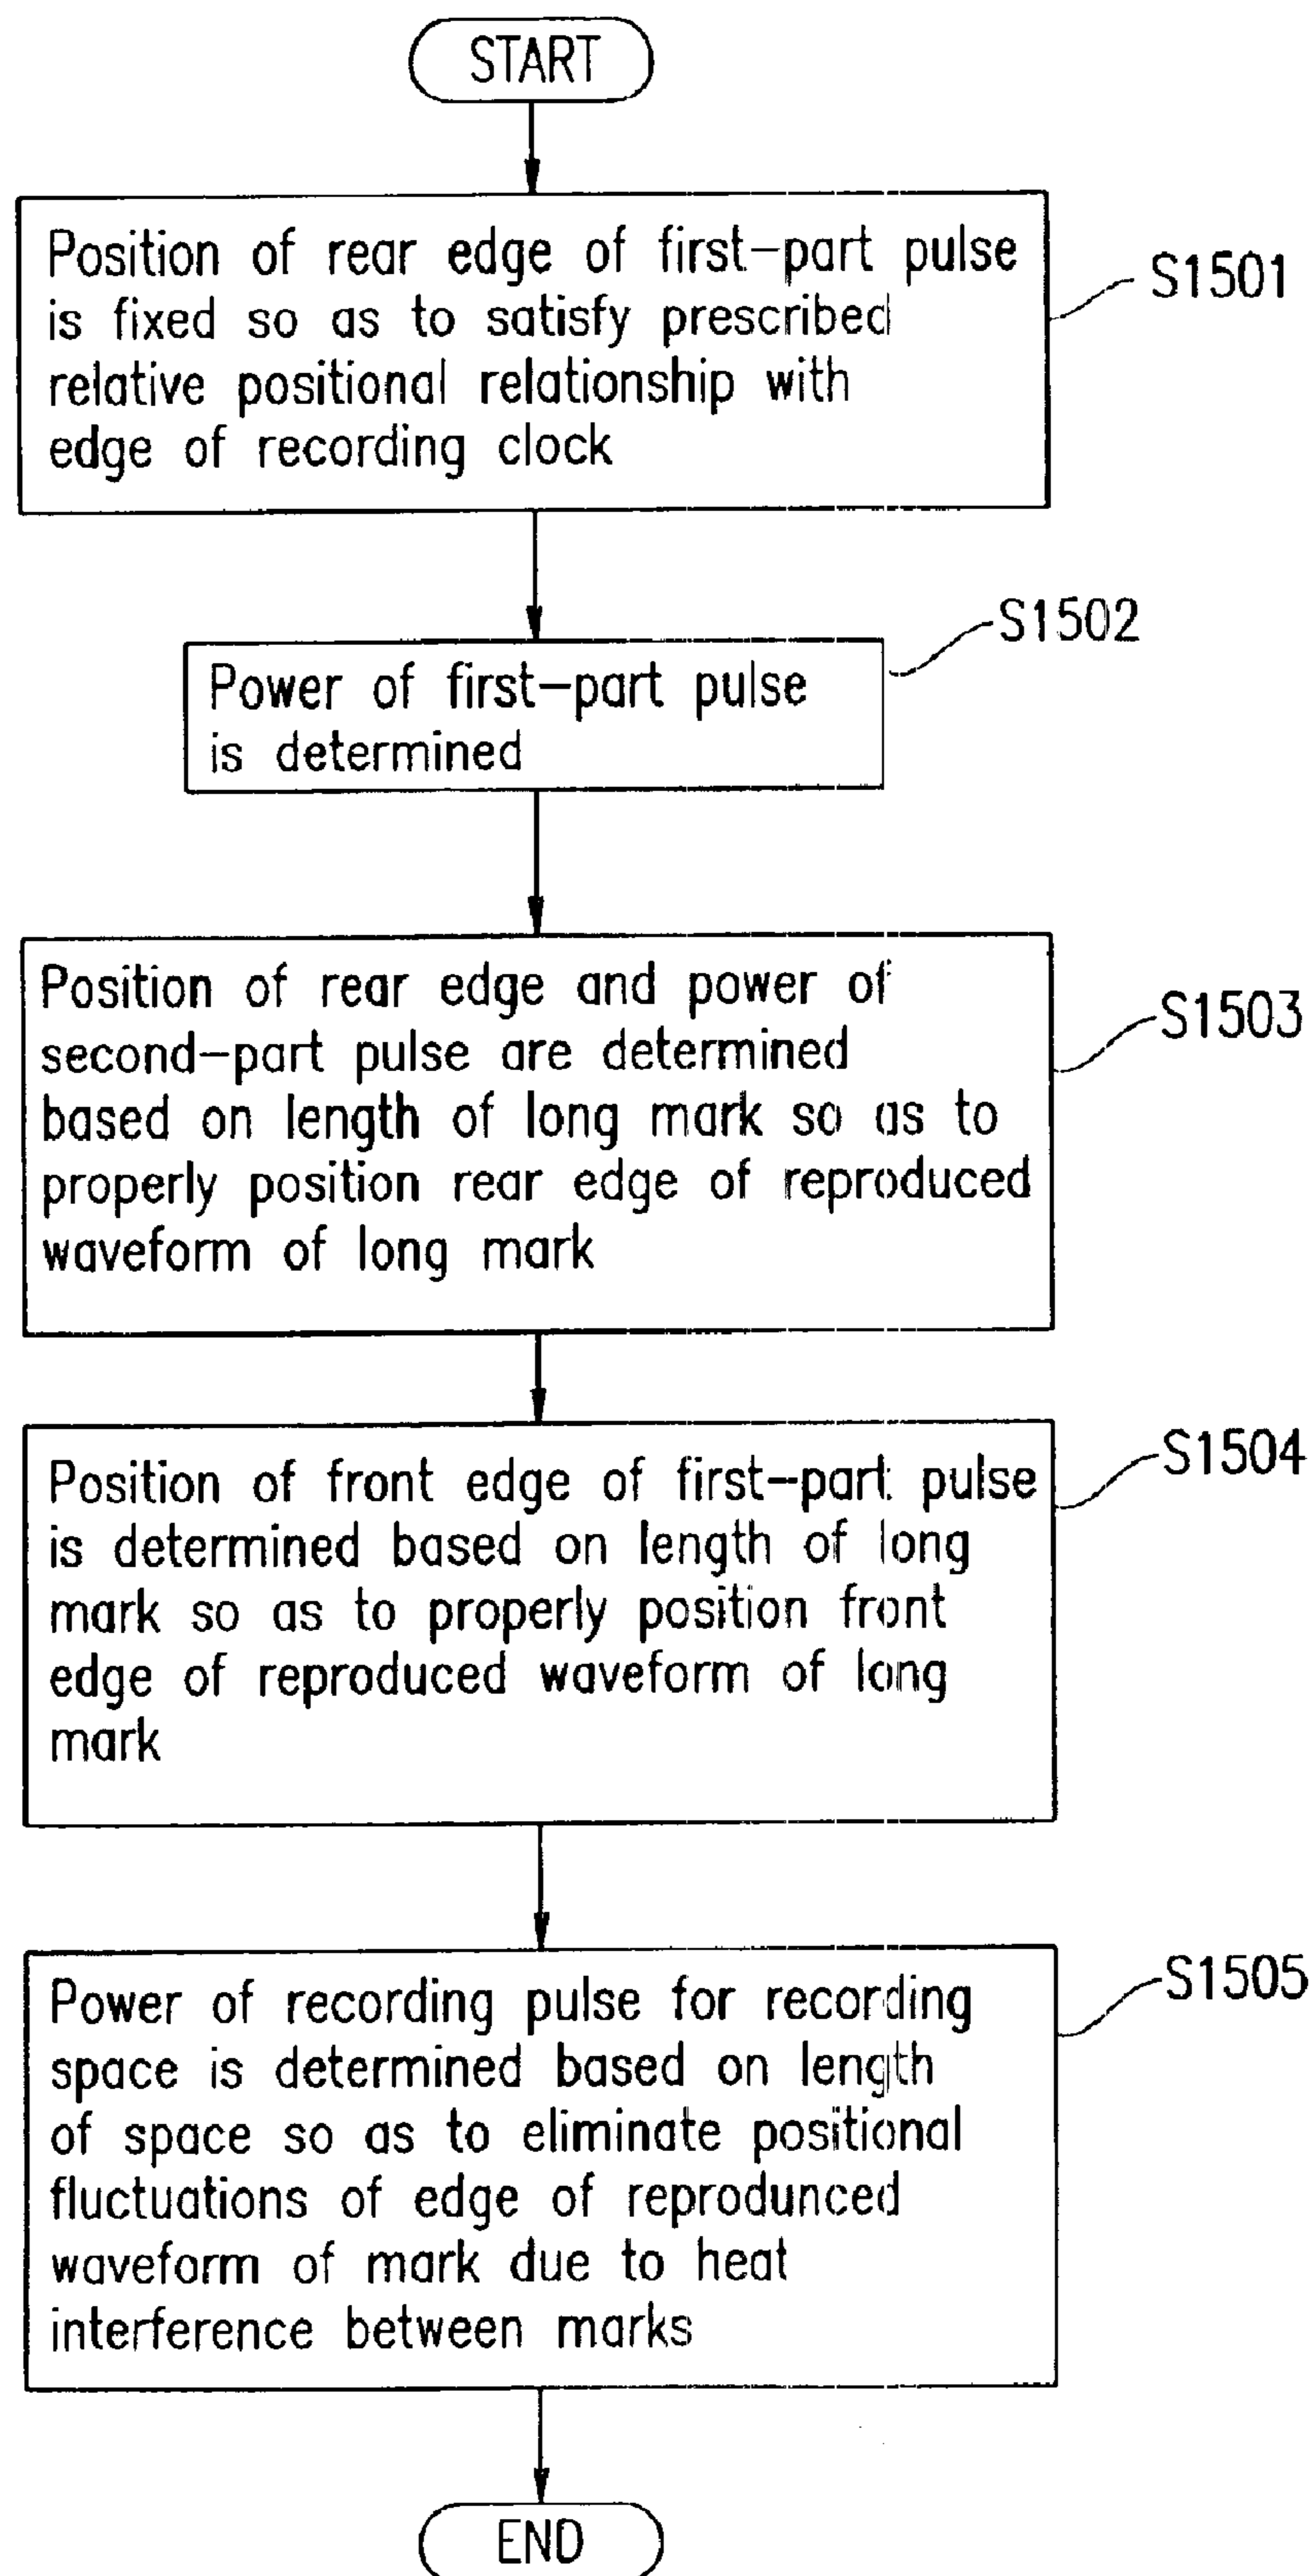 START
Position of rear edge of first-part pulse
is fixed so as to satisfy prescribed
relative positional relationship with
edge of recording clock
S1501
S1502
Power of first-part pulse
is determined
Position of rear edge and power of
second-part pulse are determined
based on length of long mark so as to
properly position rear edge of reproduced
waveform of long mark
S1503
Position of front edge of first-part pulse
is determined based on length of long
mark so as to properly position front
edge of reproduced waveform of long
mark
S1504
Power of recording pulse for recording
space is determined based on length
of space so as to eliminate positional
fluctuations of edge of reprodunced
waveform of mark due to heat
interference between marks
S1505
END